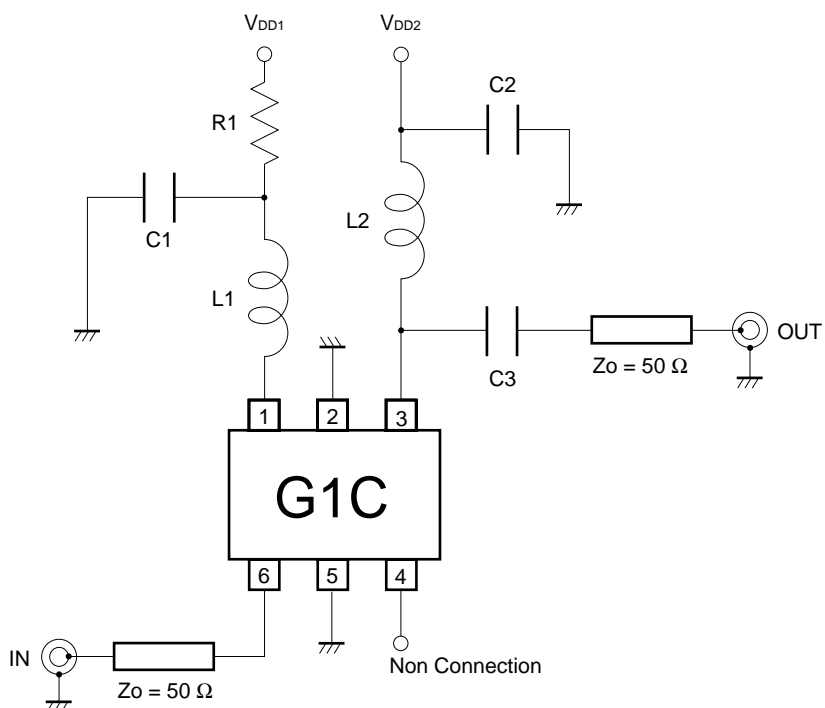 VDD1
VDD2
C2
R1
L2
C1
L1
OUT
C3
Zo = 50 Ω
1
2
3
G1C
6
5
4
IN
Non Connection
Zo = 50 Ω